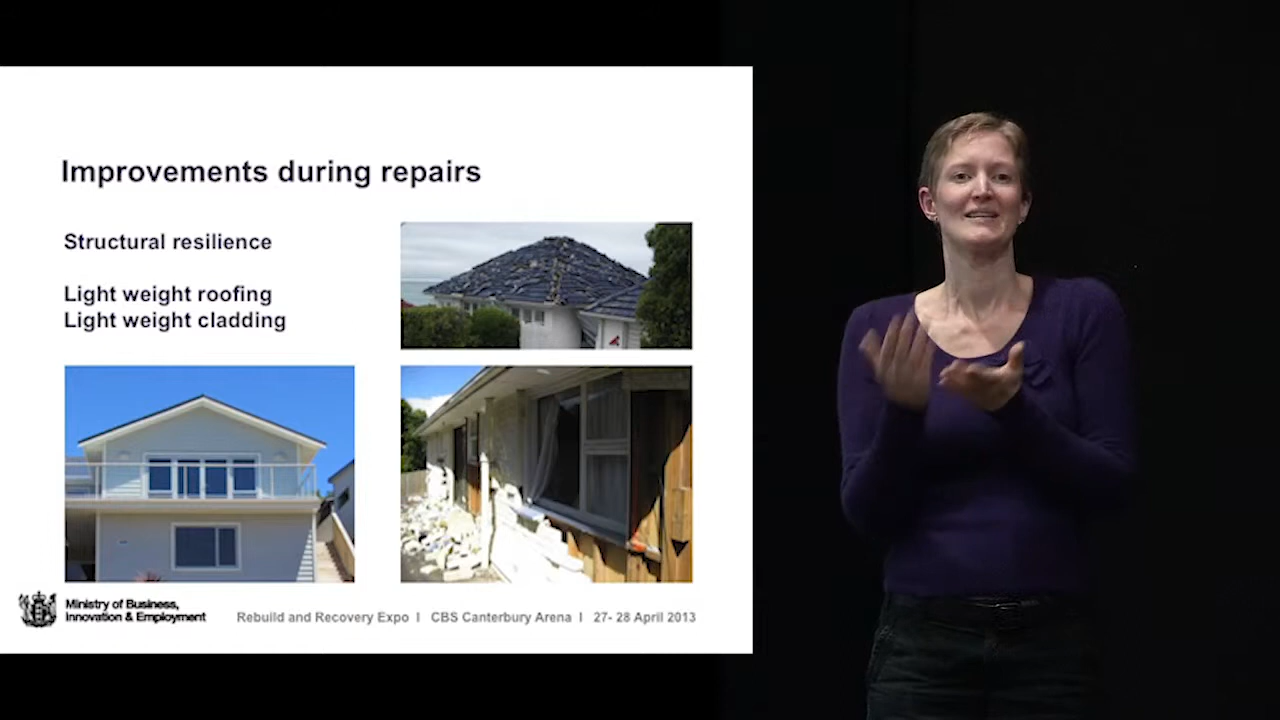 Improvements during repairs
Structural resilience
Light weight roofing
Light weight cladding
Ministry of Business,
Innovation & Employment
Rebuild and Recovery Expo I CBS Canterbury Arena I 27- 28 April 2013